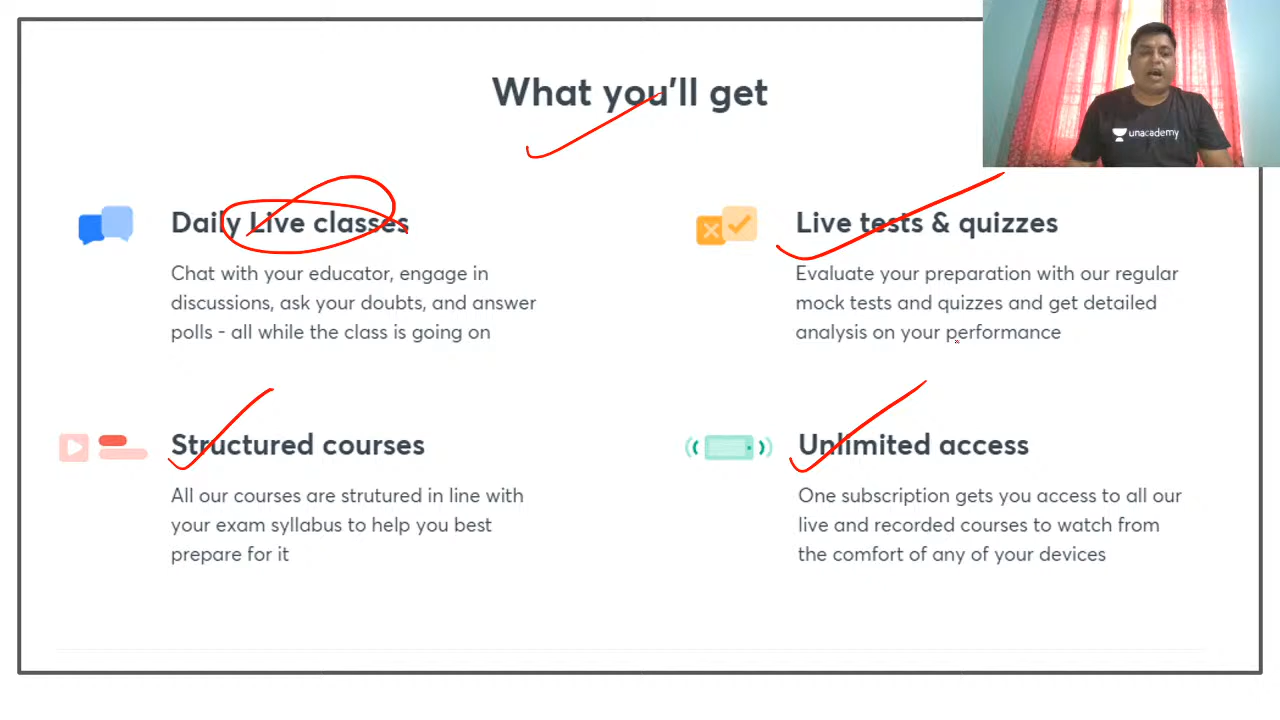 What you'll get
unacademy
Daily Live classes
Chat with your educator, engage in
discussions, ask your doubts, and answer
polls - all while the class is going on
Live tests & quizzes
Evaluate your preparation with our regular
mock tests and quizzes and get detailed
analysis on your performance
Structured courses
All our courses are strutured in line with
your exam syllabus to help you best
prepare for it
Unlimited access
One subscription gets you access to all our
live and recorded courses to watch from
the comfort of any of your devices